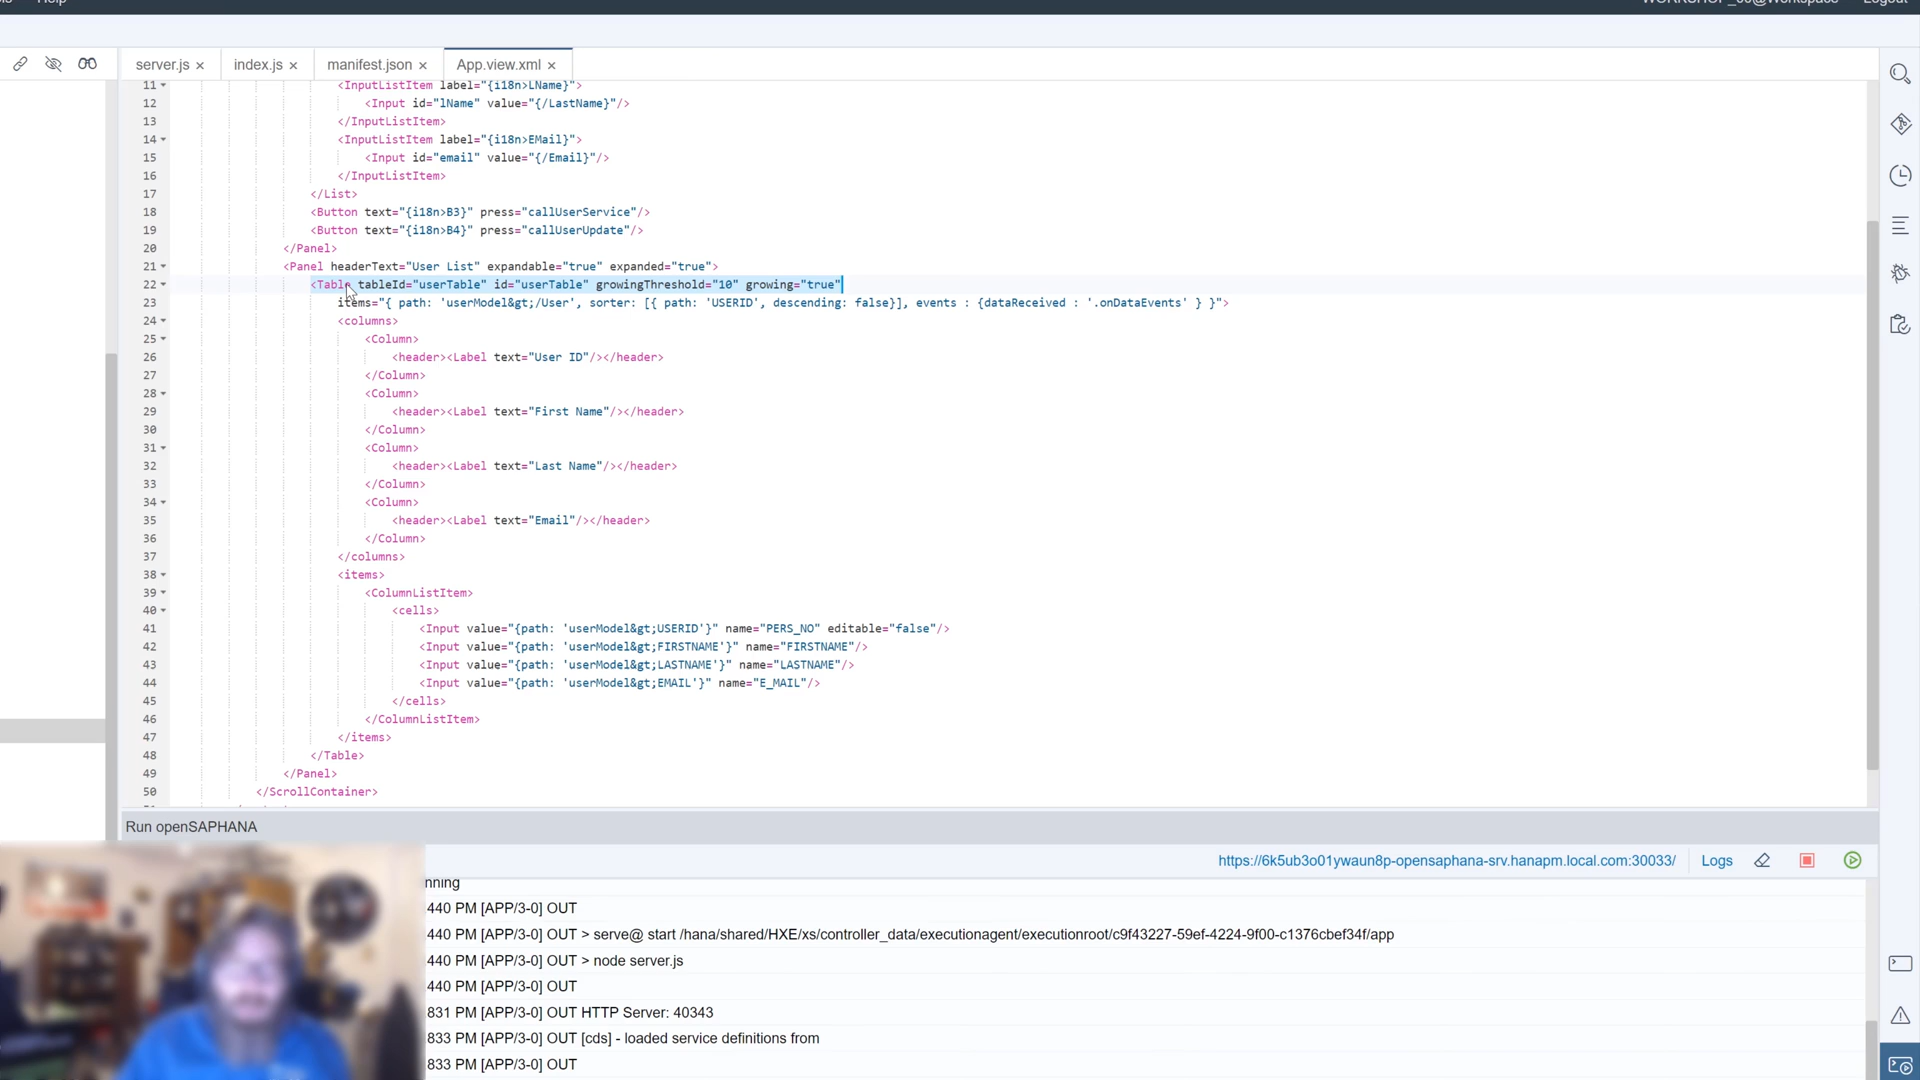 Help
WORKSHOP_00@Workspace
Logout
server.js ×
index.js ×
manifest.json ×
App.view.xml ×
11 <InputListItem label="{i18n>LName}">
12 <Input id="lName" value="{/LastName}"/>
13 </InputListItem>
14 <InputListItem label="{i18n>EMail}">
15 <Input id="email" value="{/Email}"/>
16 </InputListItem>
17 </List>
18 <Button text="{i18n>B3}" press="callUserService"/>
19 <Button text="{i18n>B4}" press="callUserUpdate"/>
20 </Panel>
21 <Panel headerText="User List" expandable="true" expanded="true">
22 <Table tableId="userTable" id="userTable" growingThreshold="10" growing="true"
23 items="{ path: 'userModel&gt;/User', sorter: [{ path: 'USERID', descending: false}], events : {dataReceived : '.onDataEvents' } }">
24 <columns>
25 <Column>
26 <header><Label text="User ID"/></header>
27 </Column>
28 <Column>
29 <header><Label text="First Name"/></header>
30 </Column>
31 <Column>
32 <header><Label text="Last Name"/></header>
33 </Column>
34 <Column>
35 <header><Label text="Email"/></header>
36 </Column>
37 </columns>
38 <items>
39 <ColumnListItem>
40 <cells>
41 <Input value="{path: 'userModel&gt;USERID'}" name="PERS_NO" editable="false"/>
42 <Input value="{path: 'userModel&gt;FIRSTNAME'}" name="FIRSTNAME"/>
43 <Input value="{path: 'userModel&gt;LASTNAME'}" name="LASTNAME"/>
44 <Input value="{path: 'userModel&gt;EMAIL'}" name="E_MAIL"/>
45 </cells>
46 </ColumnListItem>
47 </items>
48 </Table>
49 </Panel>
50 </ScrollContainer>
Run openSAPHANA
https://6k5ub3o01ywaun8p-opensaphana-srv.hanapm.local.com:30033/ Logs
nning
440 PM [APP/3-0] OUT
440 PM [APP/3-0] OUT > serve@ start /hana/shared/HXE/xs/controller_data/executionagent/executionroot/c9f43227-59ef-4224-9f00-c1376cbef34f/app
440 PM [APP/3-0] OUT > node server.js
440 PM [APP/3-0] OUT
831 PM [APP/3-0] OUT HTTP Server: 40343
833 PM [APP/3-0] OUT [cds] - loaded service definitions from
833 PM [APP/3-0] OUT